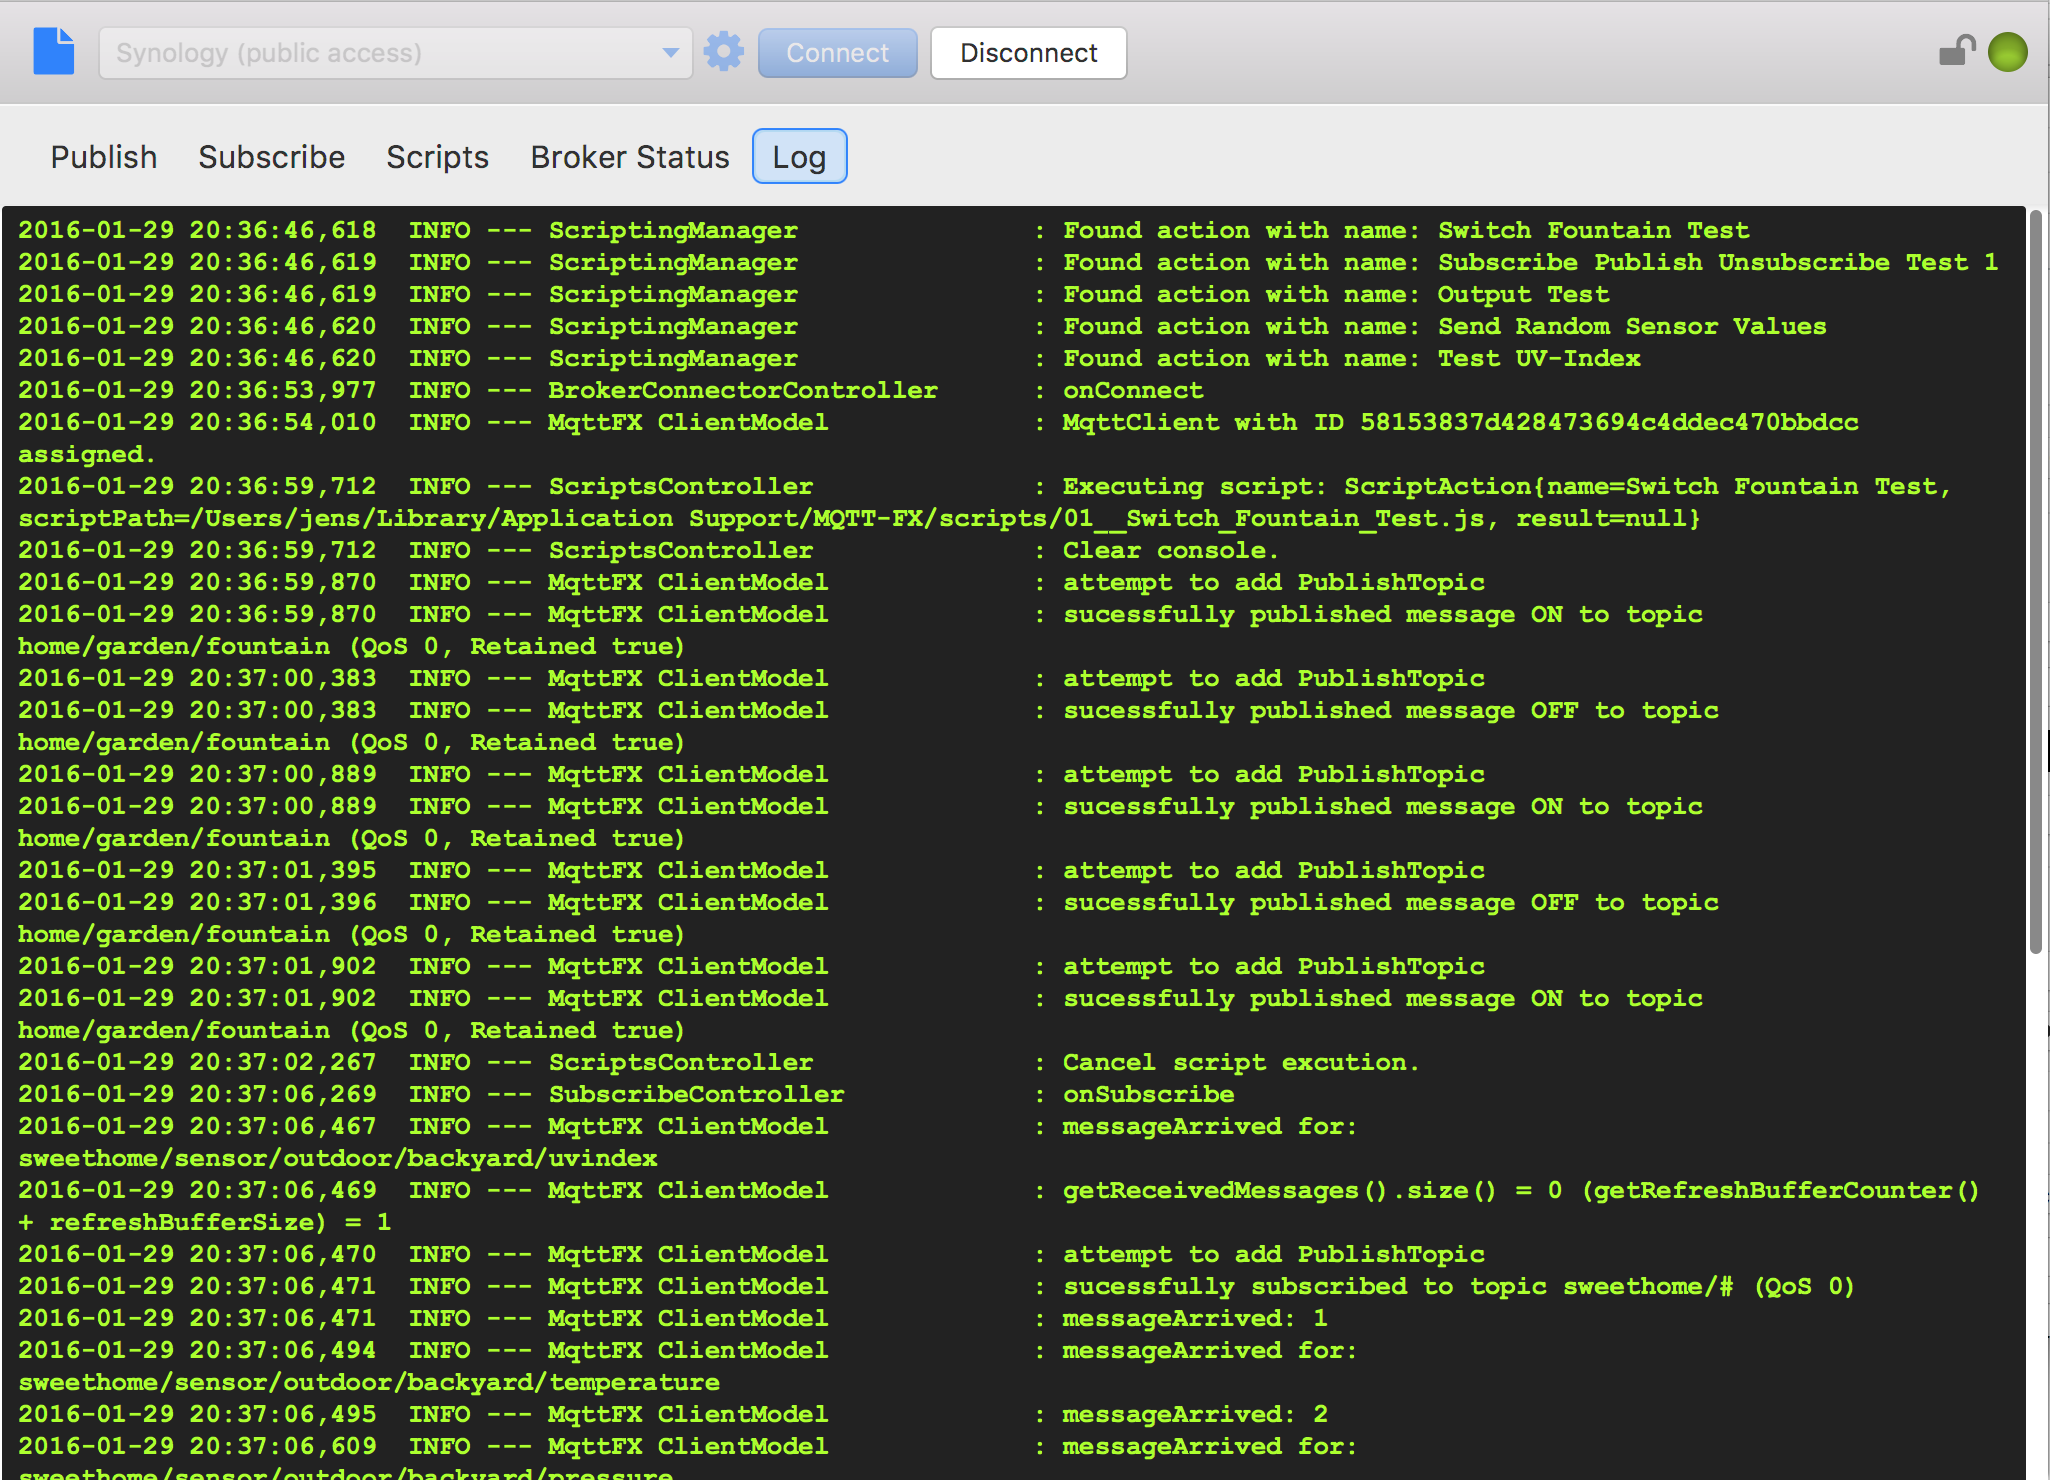 Synology (public access)
Connect
Disconnect
Publish
Subscribe
Scripts
Broker Status
Log
2016-01-29 20:36:46,618  INFO --- ScriptingManager               : Found action with name: Switch Fountain Test
2016-01-29 20:36:46,619  INFO --- ScriptingManager               : Found action with name: Subscribe Publish Unsubscribe Test 1
2016-01-29 20:36:46,619  INFO --- ScriptingManager               : Found action with name: Output Test
2016-01-29 20:36:46,620  INFO --- ScriptingManager               : Found action with name: Send Random Sensor Values
2016-01-29 20:36:46,620  INFO --- ScriptingManager               : Found action with name: Test UV-Index
2016-01-29 20:36:53,977  INFO --- BrokerConnectorController      : onConnect
2016-01-29 20:36:54,010  INFO --- MqttFX ClientModel             : MqttClient with ID 58153837d428473694c4ddec470bbdcc
assigned.
2016-01-29 20:36:59,712  INFO --- ScriptsController              : Executing script: ScriptAction{name=Switch Fountain Test,
scriptPath=/Users/jens/Library/Application Support/MQTT-FX/scripts/01__Switch_Fountain_Test.js, result=null}
2016-01-29 20:36:59,712  INFO --- ScriptsController              : Clear console.
2016-01-29 20:36:59,870  INFO --- MqttFX ClientModel             : attempt to add PublishTopic
2016-01-29 20:36:59,870  INFO --- MqttFX ClientModel             : sucessfully published message ON to topic
home/garden/fountain (QoS 0, Retained true)
2016-01-29 20:37:00,383  INFO --- MqttFX ClientModel             : attempt to add PublishTopic
2016-01-29 20:37:00,383  INFO --- MqttFX ClientModel             : sucessfully published message OFF to topic
home/garden/fountain (QoS 0, Retained true)
2016-01-29 20:37:00,889  INFO --- MqttFX ClientModel             : attempt to add PublishTopic
2016-01-29 20:37:00,889  INFO --- MqttFX ClientModel             : sucessfully published message ON to topic
home/garden/fountain (QoS 0, Retained true)
2016-01-29 20:37:01,395  INFO --- MqttFX ClientModel             : attempt to add PublishTopic
2016-01-29 20:37:01,396  INFO --- MqttFX ClientModel             : sucessfully published message OFF to topic
home/garden/fountain (QoS 0, Retained true)
2016-01-29 20:37:01,902  INFO --- MqttFX ClientModel             : attempt to add PublishTopic
2016-01-29 20:37:01,902  INFO --- MqttFX ClientModel             : sucessfully published message ON to topic
home/garden/fountain (QoS 0, Retained true)
2016-01-29 20:37:02,267  INFO --- ScriptsController              : Cancel script excution.
2016-01-29 20:37:06,269  INFO --- SubscribeController            : onSubscribe
2016-01-29 20:37:06,467  INFO --- MqttFX ClientModel             : messageArrived for:
sweethome/sensor/outdoor/backyard/uvindex
2016-01-29 20:37:06,469  INFO --- MqttFX ClientModel             : getReceivedMessages().size() = 0 (getRefreshBufferCounter()
+ refreshBufferSize) = 1
2016-01-29 20:37:06,470  INFO --- MqttFX ClientModel             : attempt to add PublishTopic
2016-01-29 20:37:06,471  INFO --- MqttFX ClientModel             : sucessfully subscribed to topic sweethome/# (QoS 0)
2016-01-29 20:37:06,471  INFO --- MqttFX ClientModel             : messageArrived: 1
2016-01-29 20:37:06,494  INFO --- MqttFX ClientModel             : messageArrived for:
sweethome/sensor/outdoor/backyard/temperature
2016-01-29 20:37:06,495  INFO --- MqttFX ClientModel             : messageArrived: 2
2016-01-29 20:37:06,609  INFO --- MqttFX ClientModel             : messageArrived for:
sweethome/sensor/outdoor/backyard/pressure